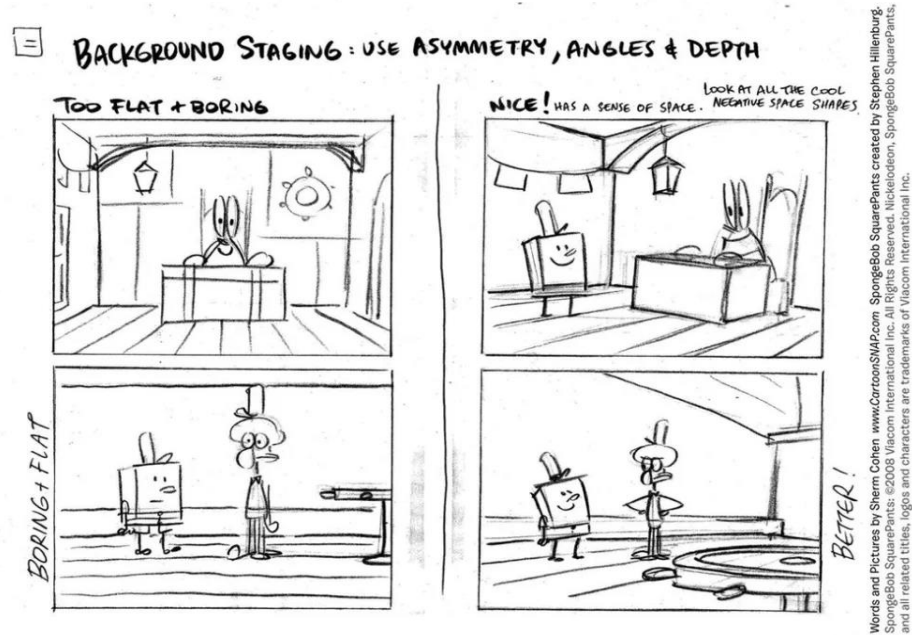 BACKGROUND STAGING: USE ASYMMETRY, ANGLES & DEPTH
TOO FLAT + BORING
NICE! HAS A SENSE OF SPACE.
LOOK AT ALL THE COOL
NEGATIVE SPACE SHAPES
BORING + FLAT
BETTER!
Words and Pictures by Sherm Cohen www.CartoonSNAP.com SpongeBob SquarePants created by Stephen Hillenburg.
SpongeBob SquarePants: ©2008 Viacom International Inc. All Rights Reserved. Nickelodeon, SpongeBob SquarePants,
and all related titles, logos and characters are trademarks of Viacom International Inc.